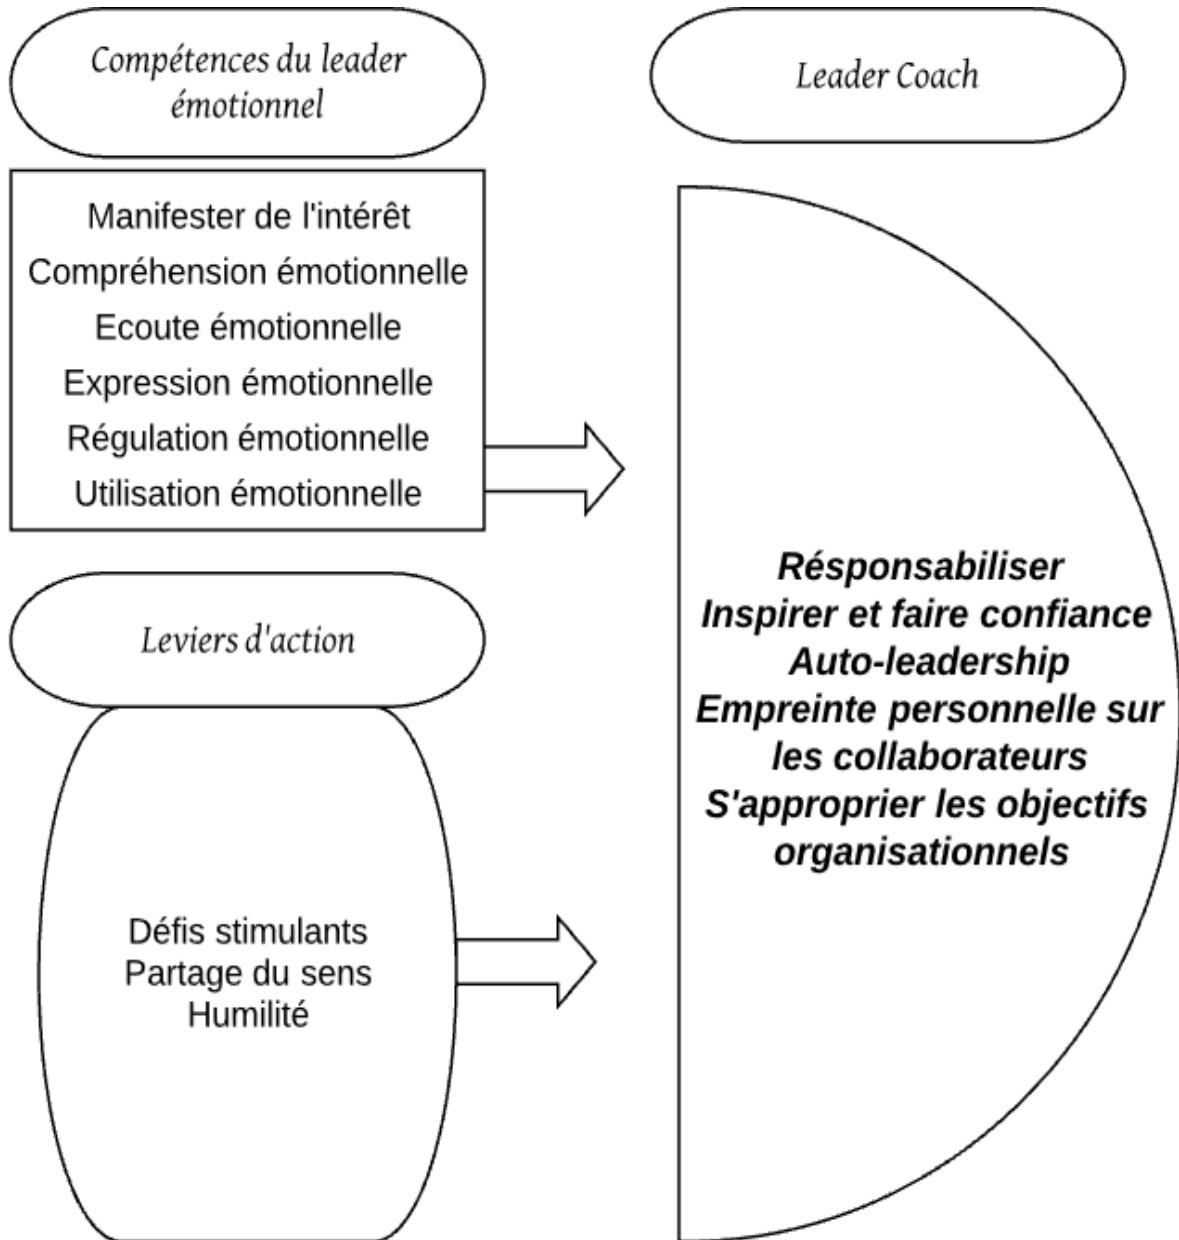 Compétences du leader
émotionnel
Manifester de l'intérêt
Compréhension émotionnelle
Ecoute émotionnelle
Expression émotionnelle
Régulation émotionnelle
Utilisation émotionnelle
Leviers d'action
Défis stimulants
Partage du sens
Humilité
Leader Coach
Résponsabiliser
Inspirer et faire confiance
Auto-leadership
Empreinte personnelle sur
les collaborateurs
S'approprier les objectifs
organisationnels